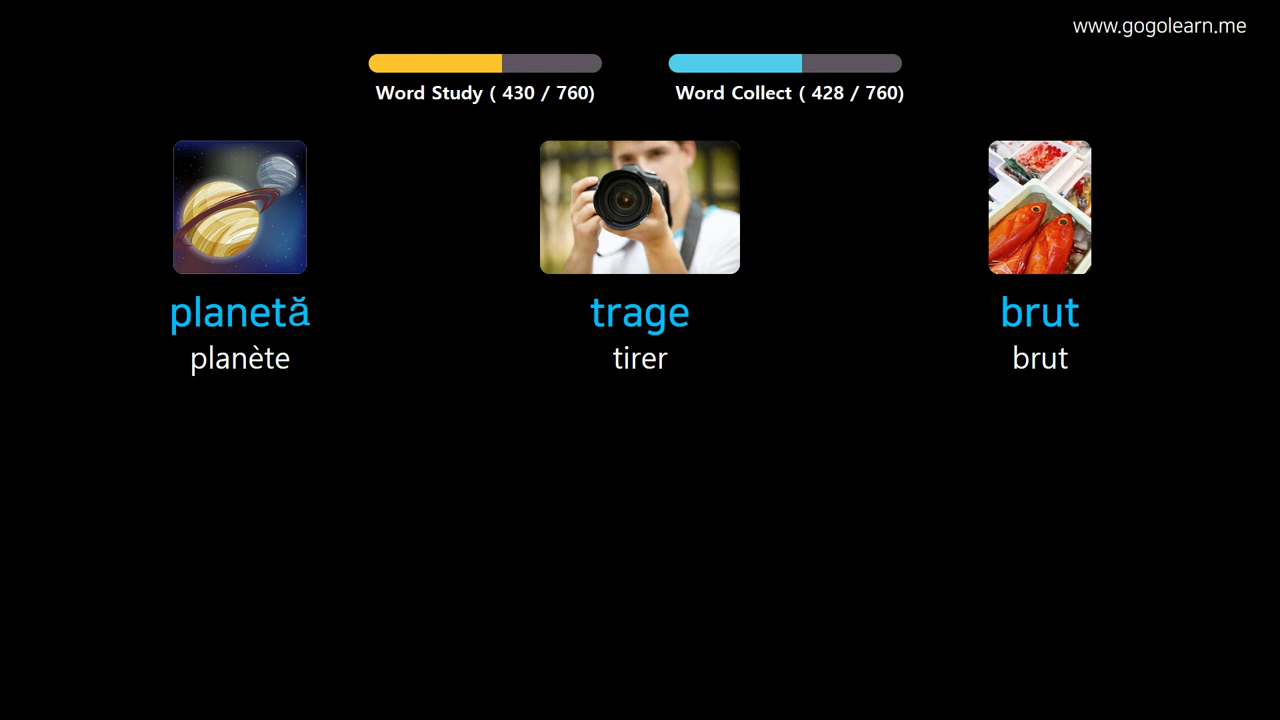 www.gogolearn.me
Word Study ( 430 / 760)
Word Collect ( 428 / 760)
planetă
planète
trage
tirer
brut
brut